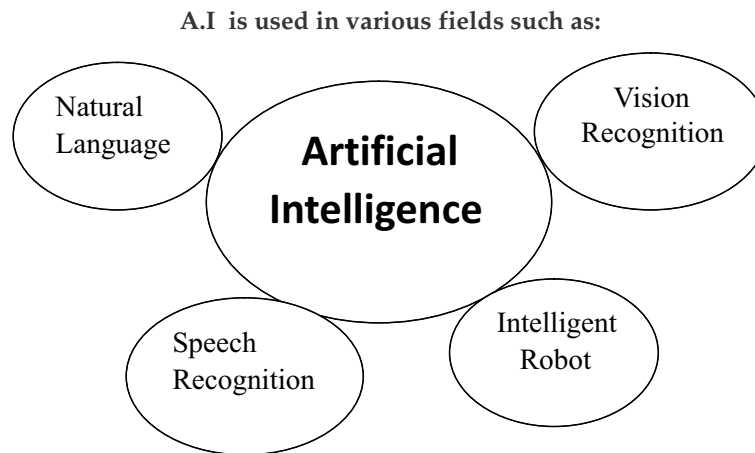 A.I is used in various fields such as:
Natural
Language
Artificial
Intelligence
Vision
Recognition
Speech
Recognition
Intelligent
Robot